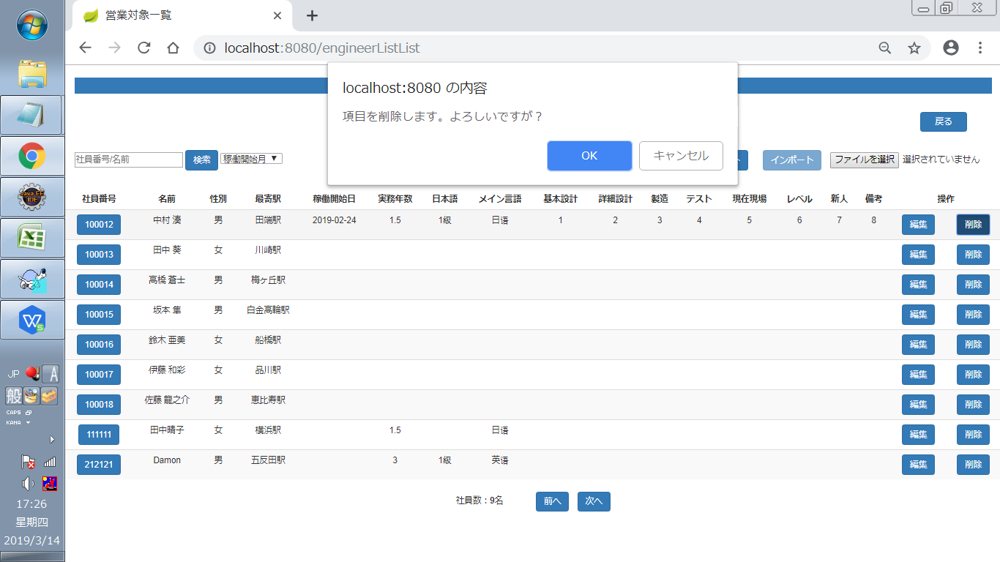 営業対象一覧
localhost:8080/engineerListList
localhost:8080 の内容
項目を削除します。よろしいですが？
OK キャンセル
戻る
社員番号/名前 検索 稼働開始月 ▼ インポート ファイルを選択 選択されていません
社員番号 名前 性別 最寄駅 稼働開始日 実務年数 日本語 メイン言語 基本設計 詳細設計 製造 テスト 現在現場 レベル 新人 備考 操作
100012 中村 湊 男 田端駅 2019-02-24 1.5 1级 日语 1 2 3 4 5 6 7 8 編集 削除
100013 田中 葵 女 川崎駅 編集 削除
100014 高橋 蒼士 男 梅ヶ丘駅 編集 削除
100015 坂本 隼 男 白金高輪駅 編集 削除
100016 鈴木 亜美 女 船橋駅 編集 削除
100017 伊藤 和彩 女 品川駅 編集 削除
100018 佐藤 龍之介 男 恵比寿駅 編集 削除
111111 田中晴子 女 横浜駅 1.5 日语 編集 削除
212121 Damon 男 五反田駅 3 1级 英语 編集 削除
社員数：9名 前へ 次へ
Java EE
IDE
W
S
JP A
般
CAPS
KANA
17:26
星期四
2019/3/14